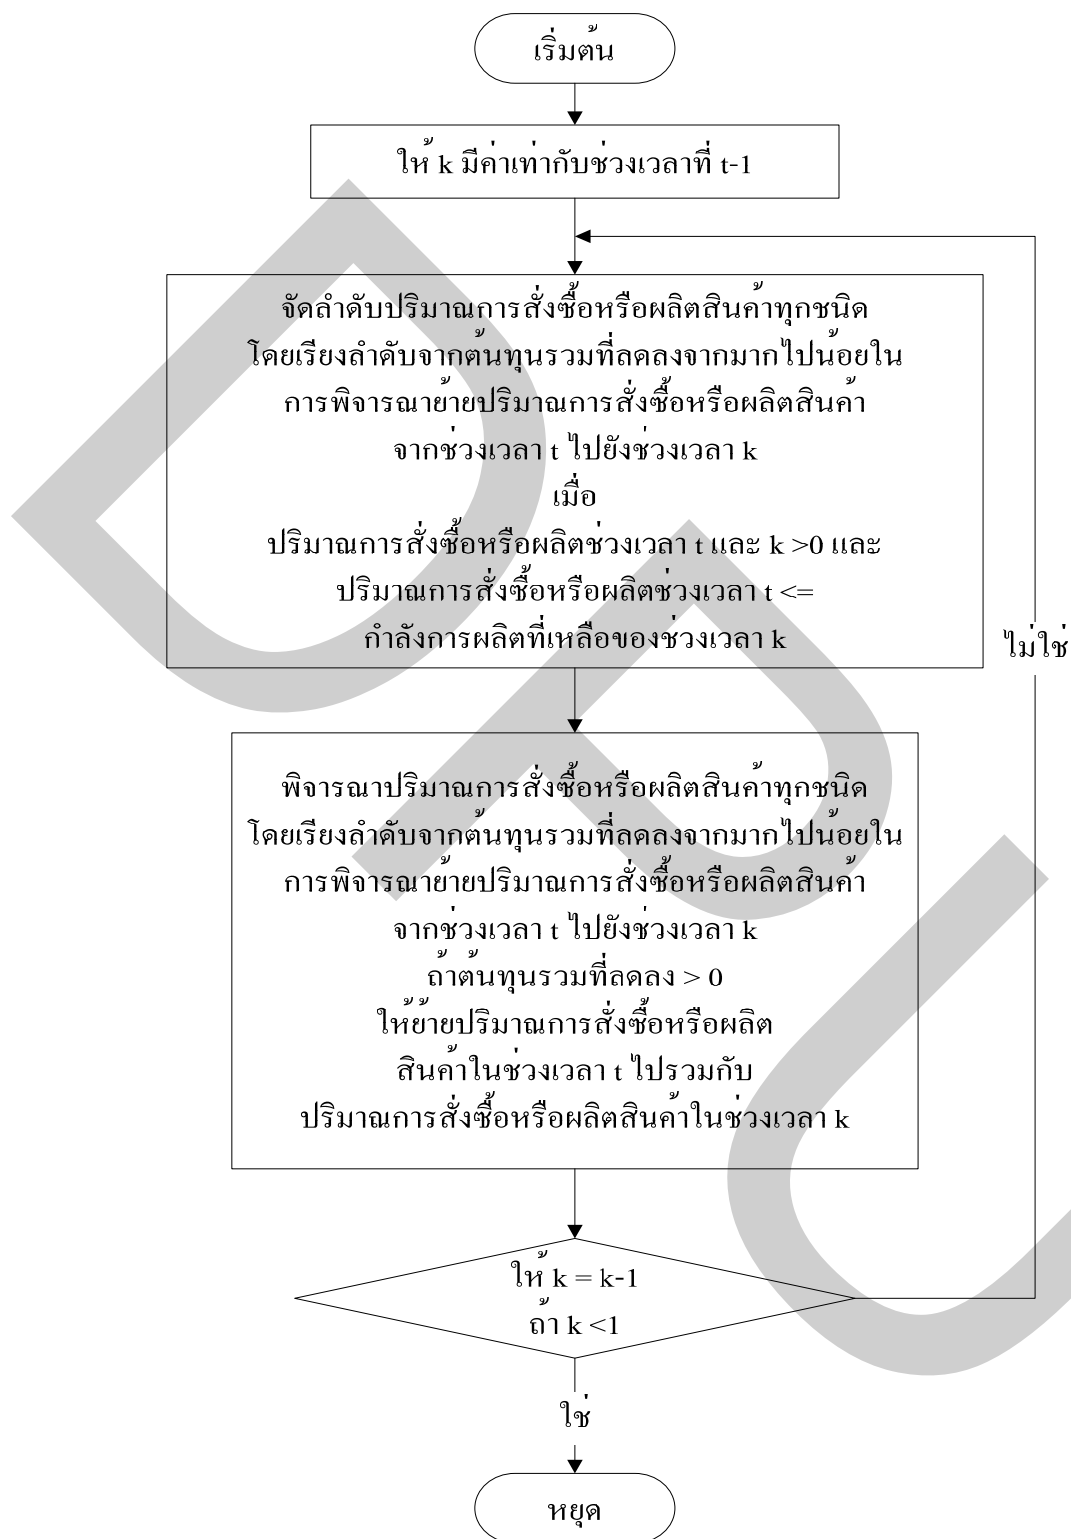 เริ่มต้น
ให้ k มีค่าเท่ากับช่วงเวลาที่ t-1
จัดลำดับปริมาณการสั่งซื้อหรือผลิตสินค้าทุกชนิด
โดยเรียงลำดับจากต้นทุนรวมที่ลดลงจากมากไปน้อยใน
การพิจารณาย้ายปริมาณการสั่งซื้อหรือผลิตสินค้า
จากช่วงเวลา t ไปยังช่วงเวลา k
เมื่อ
ปริมาณการสั่งซื้อหรือผลิตช่วงเวลา t และ k >0 และ
ปริมาณการสั่งซื้อหรือผลิตช่วงเวลา t <=
กำลังการผลิตที่เหลือของช่วงเวลา k
ไม่ใช่
พิจารณาปริมาณการสั่งซื้อหรือผลิตสินค้าทุกชนิด
โดยเรียงลำดับจากต้นทุนรวมที่ลดลงจากมากไปน้อยใน
การพิจารณาย้ายปริมาณการสั่งซื้อหรือผลิตสินค้า
จากช่วงเวลา t ไปยังช่วงเวลา k
ถ้าต้นทุนรวมที่ลดลง > 0
ให้ย้ายปริมาณการสั่งซื้อหรือผลิต
สินค้าในช่วงเวลา t ไปรวมกับ
ปริมาณการสั่งซื้อหรือผลิตสินค้าในช่วงเวลา k
ให้ k = k-1
ถ้า k <1
ใช่
หยุด
DPU